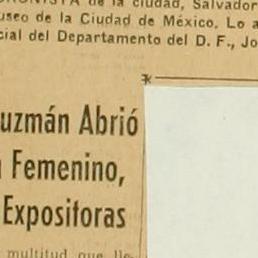 CRONISTA de la ciudad, Salvador
useo de la Ciudad de México. Lo a
cial del Departamento del D. F., Jo
uzmán Abrió
Femenino,
Expositoras
multitud que lle-